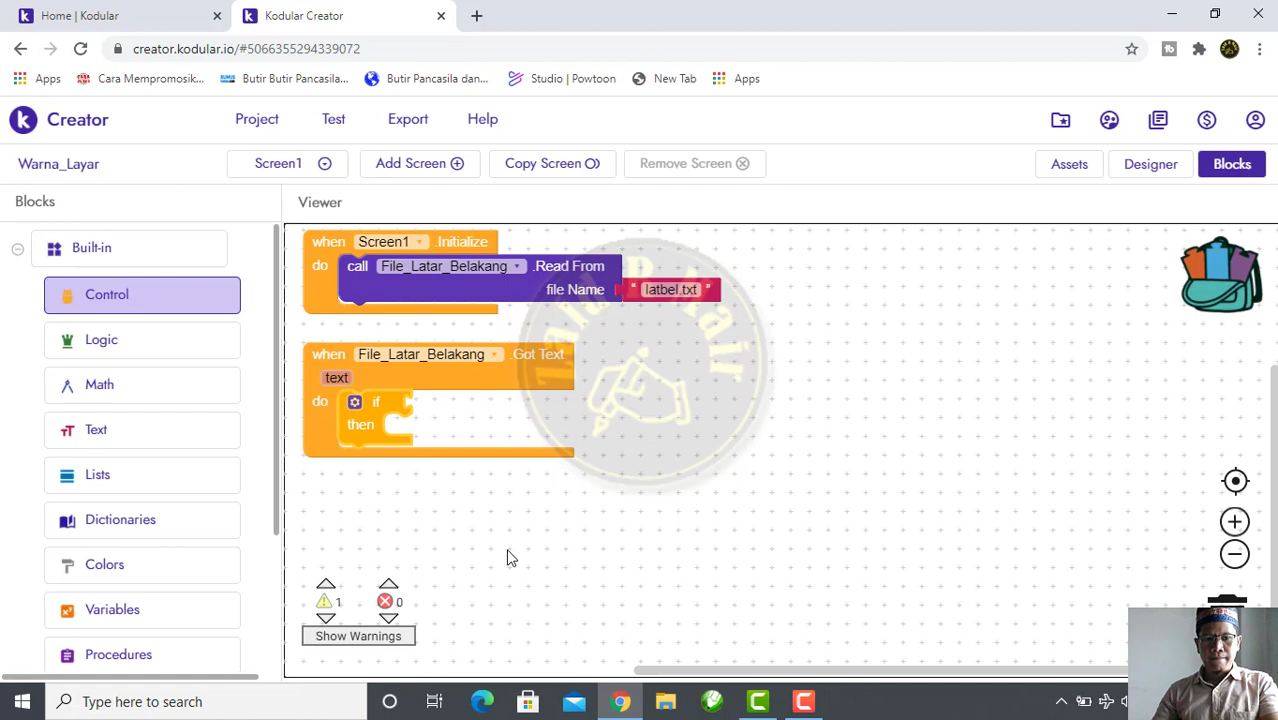 Home | Kodular
Kodular Creator
creator.kodular.io/#5066355294339072
Apps
Cara Mempromosik...
Butir Butir Pancasila...
Butir Pancasila dan...
Studio | Powtoon
New Tab
Apps
Creator
Project
Test
Export
Help
Warna_Layar
Screen1
Add Screen
Copy Screen
Remove Screen
Assets
Designer
Blocks
Blocks
Viewer
Built-in
Control
Logic
Math
Text
Lists
Dictionaries
Colors
Variables
Procedures
when Screen1 .Initialize
do call File_Latar_Belakang .Read From
file Name " latbel.txt "
when File_Latar_Belakang .Got Text
text
do if
then
1 0
Show Warnings
Type here to search